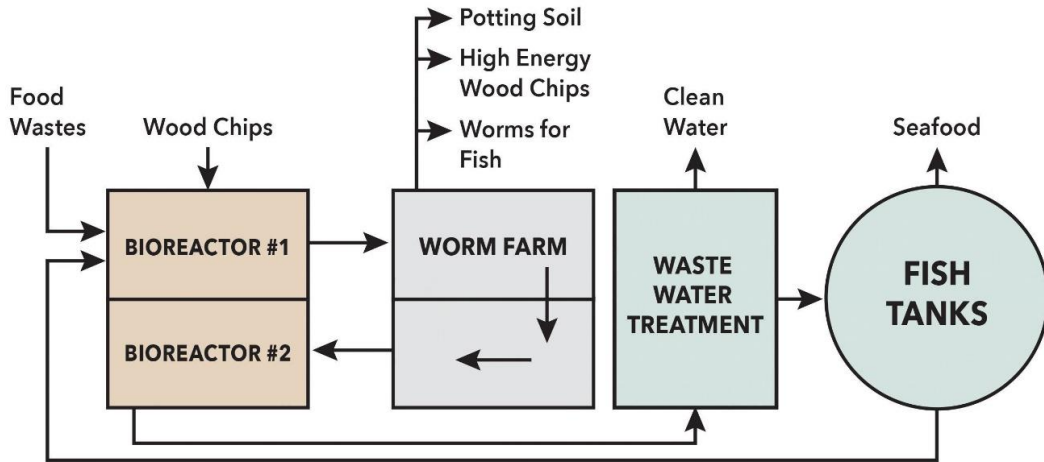 Potting Soil
High Energy
Wood Chips
Worms for
Fish
Food
Wastes
Wood Chips
Clean
Water
Seafood
BIOREACTOR #1
WORM FARM
WASTE
WATER
TREATMENT
FISH
TANKS
BIOREACTOR #2